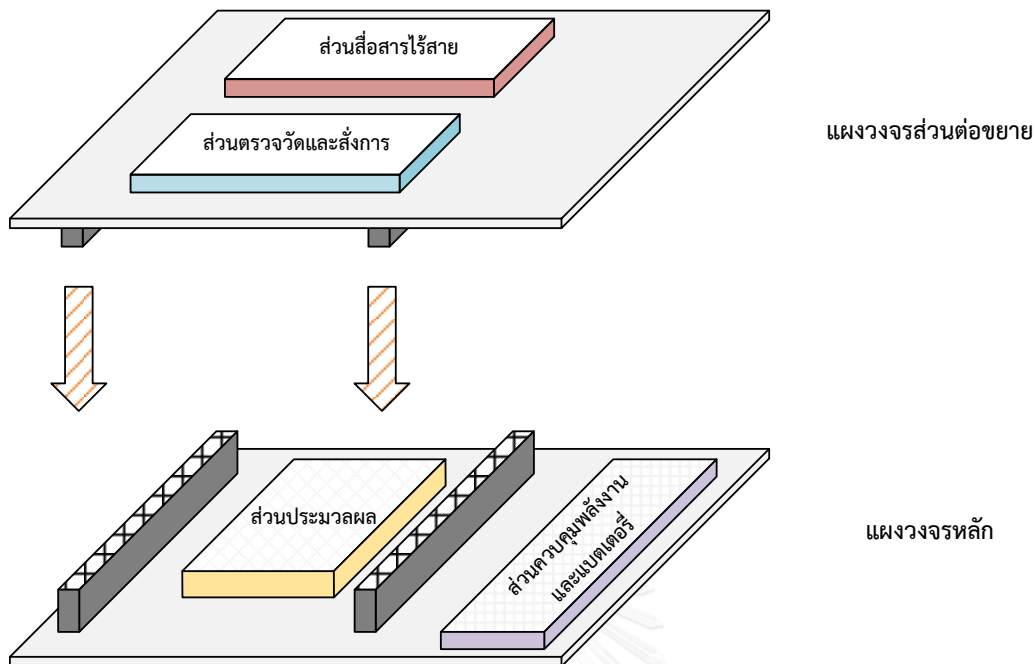 ส่วนสื่อสารไร้สาย
ส่วนตรวจวัดและสั่งการ
แผงวงจรส่วนต่อขยาย
ส่วนประมวลผล
ส่วนควบคุมพลังงาน
และแบตเตอรี่
แผงวงจรหลัก